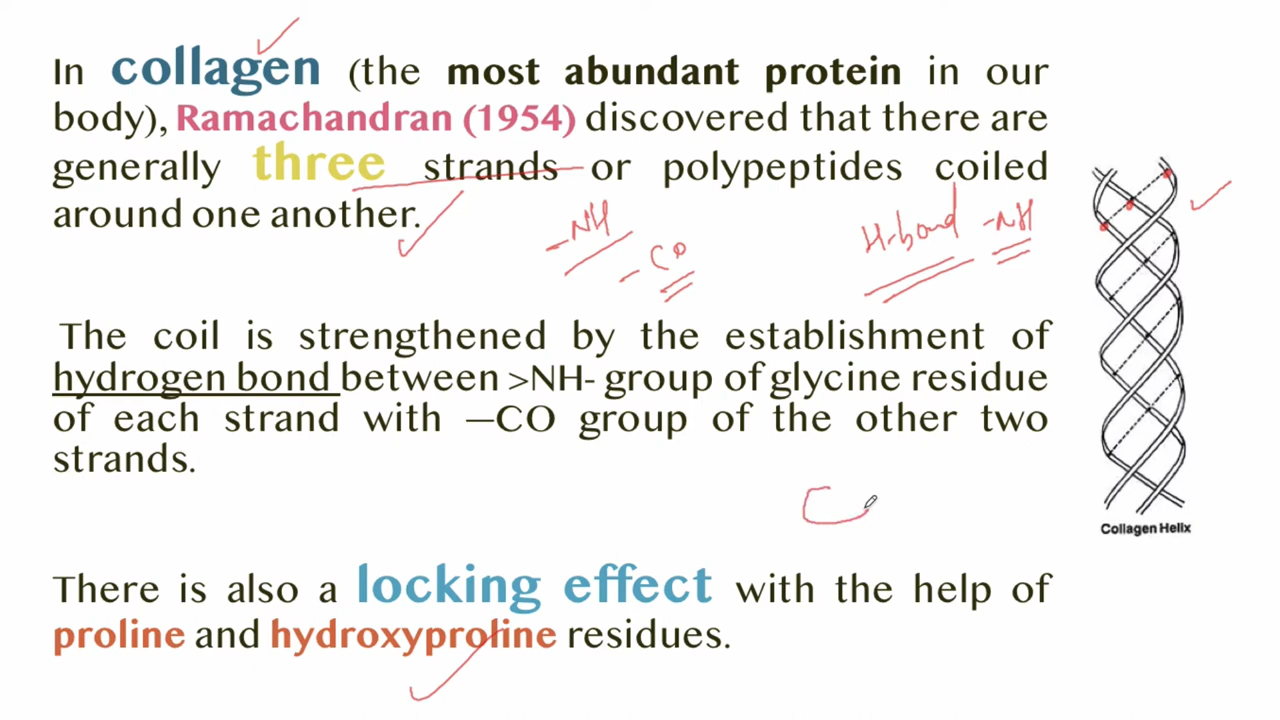 In collagen (the most abundant protein in our
body), Ramachandran (1954) discovered that there are
generally three strands or polypeptides coiled
around one another.
-NH
- CO
H-bond -NH
The coil is strengthened by the establishment of
hydrogen bond between >NH- group of glycine residue
of each strand with —CO group of the other two
strands.
C
Collagen Helix
There is also a locking effect with the help of
proline and hydroxyproline residues.